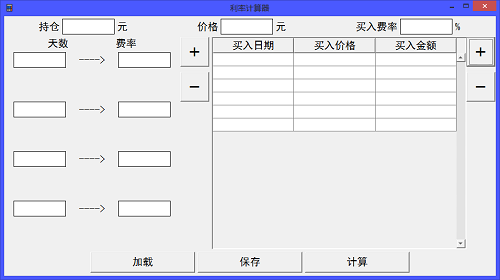 利率计算器
持仓 元 价格 元 买入费率 %
天数 费率
+ 买入日期 买入价格 买入金额 +
---->
− −
---->
---->
---->
加载 保存 计算